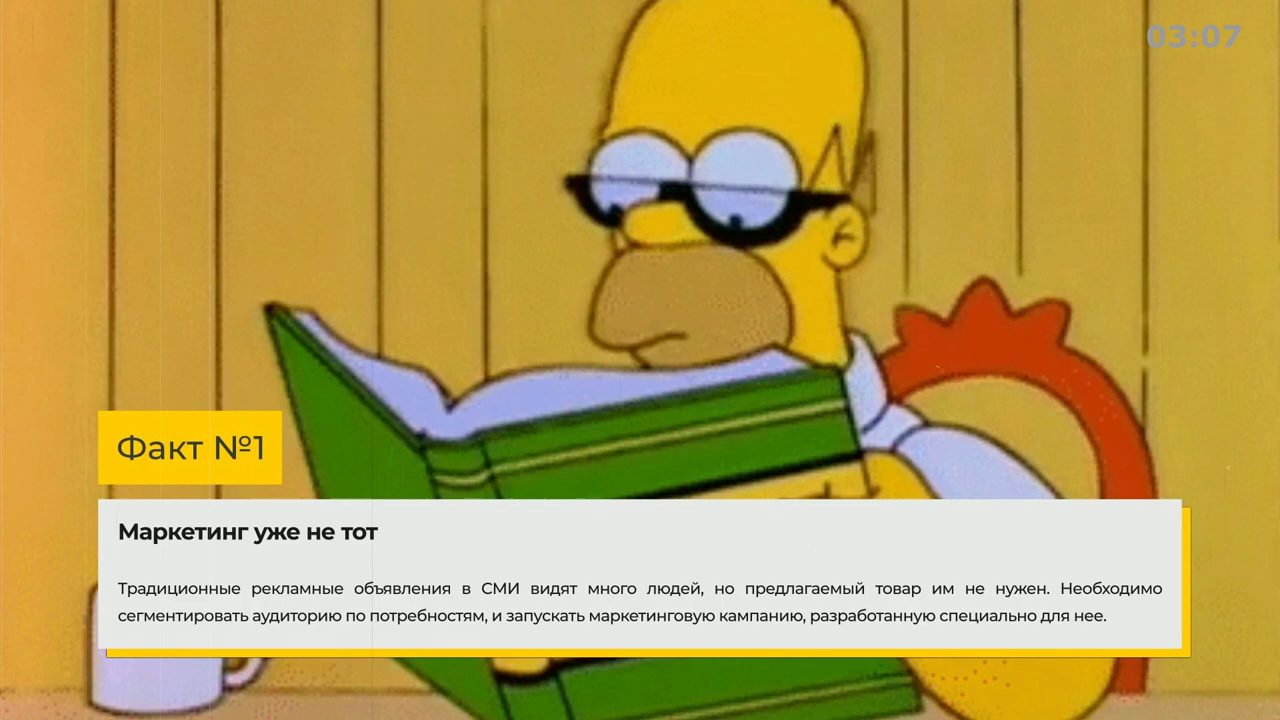 03:07
Факт №1
Маркетинг уже не тот
Традиционные рекламные объявления в СМИ видят много людей, но предлагаемый товар им не нужен. Необходимо
сегментировать аудиторию по потребностям, и запускать маркетинговую кампанию, разработанную специально для нее.